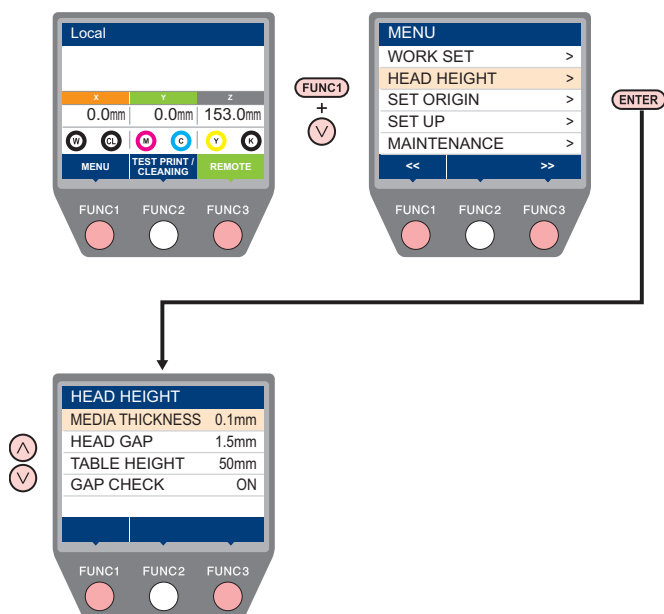 Local
X Y Z
0.0mm 0.0mm 153.0mm
W CL M C Y K
MENU TEST PRINT / CLEANING REMOTE
FUNC1 FUNC2 FUNC3
FUNC1
+
MENU
WORK SET >
HEAD HEIGHT >
SET ORIGIN >
SET UP >
MAINTENANCE >
<< >>
FUNC1 FUNC2 FUNC3
ENTER
HEAD HEIGHT
MEDIA THICKNESS 0.1mm
HEAD GAP 1.5mm
TABLE HEIGHT 50mm
GAP CHECK ON
FUNC1 FUNC2 FUNC3